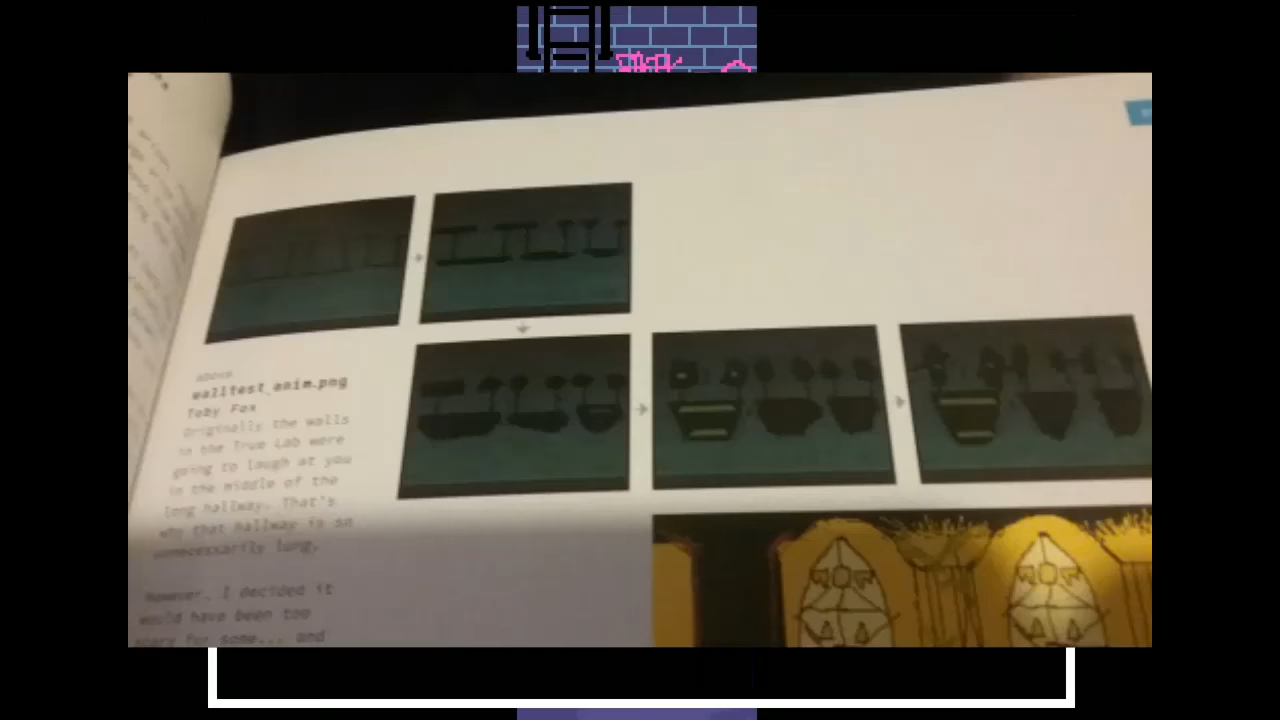 above
walltest_anim.png
Toby Fox
Originally the walls
in the True Lab were
going to laugh at you
in the middle of the
long hallway. That's
why that hallway is so
unnecessarily long.
However, I decided it
would have been too
scary for some... and